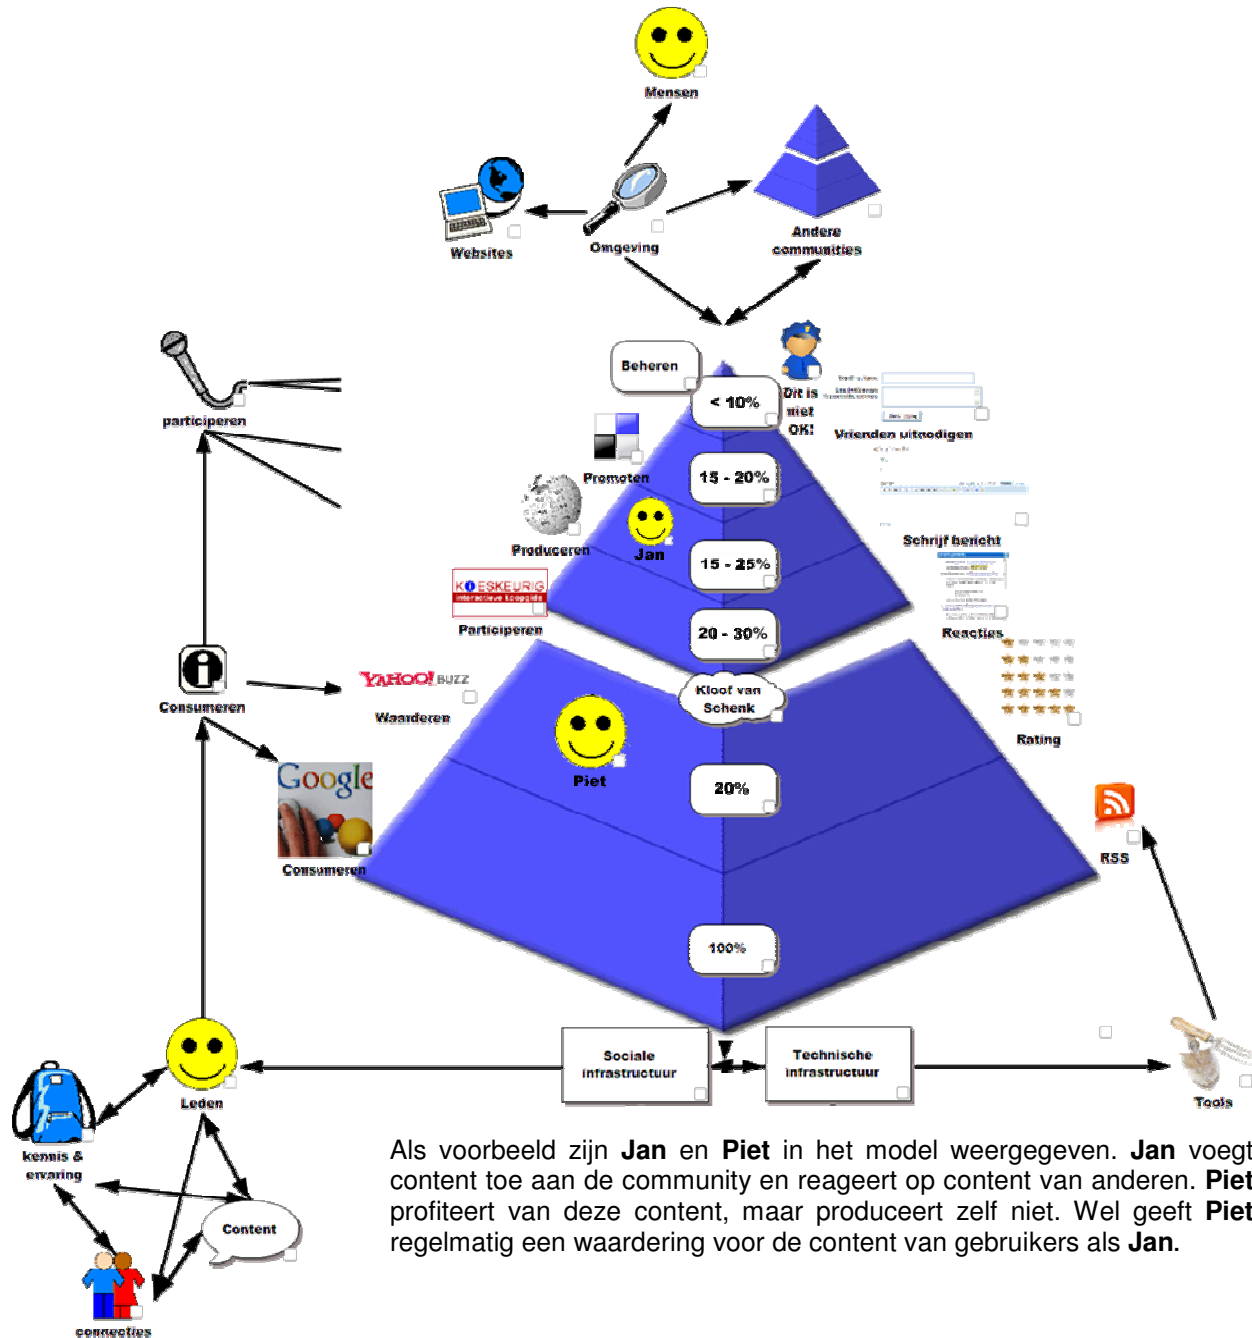 Mensen
Websites
Omgeving
Andere
communities
Beheren
< 10%
Dit is
niet
OK!
Vrienden uitnodigen
participeren
Promoten
15 - 20%
Produceren
Jan
Schrijf bericht
15 - 25%
KIESKEURIG
interactieve koopgids
Participeren
20 - 30%
Reacties
Consumeren
YAHOO! BUZZ
Waarderen
Kloof van
Schenk
Rating
Piet
20%
Google
Consumeren
RSS
100%
Sociale
infrastructuur
Technische
infrastructuur
Leden
Tools
kennis &
ervaring
Content
connecties
Als voorbeeld zijn Jan en Piet in het model weergegeven. Jan voegt
content toe aan de community en reageert op content van anderen. Piet
profiteert van deze content, maar produceert zelf niet. Wel geeft Piet
regelmatig een waardering voor de content van gebruikers als Jan.